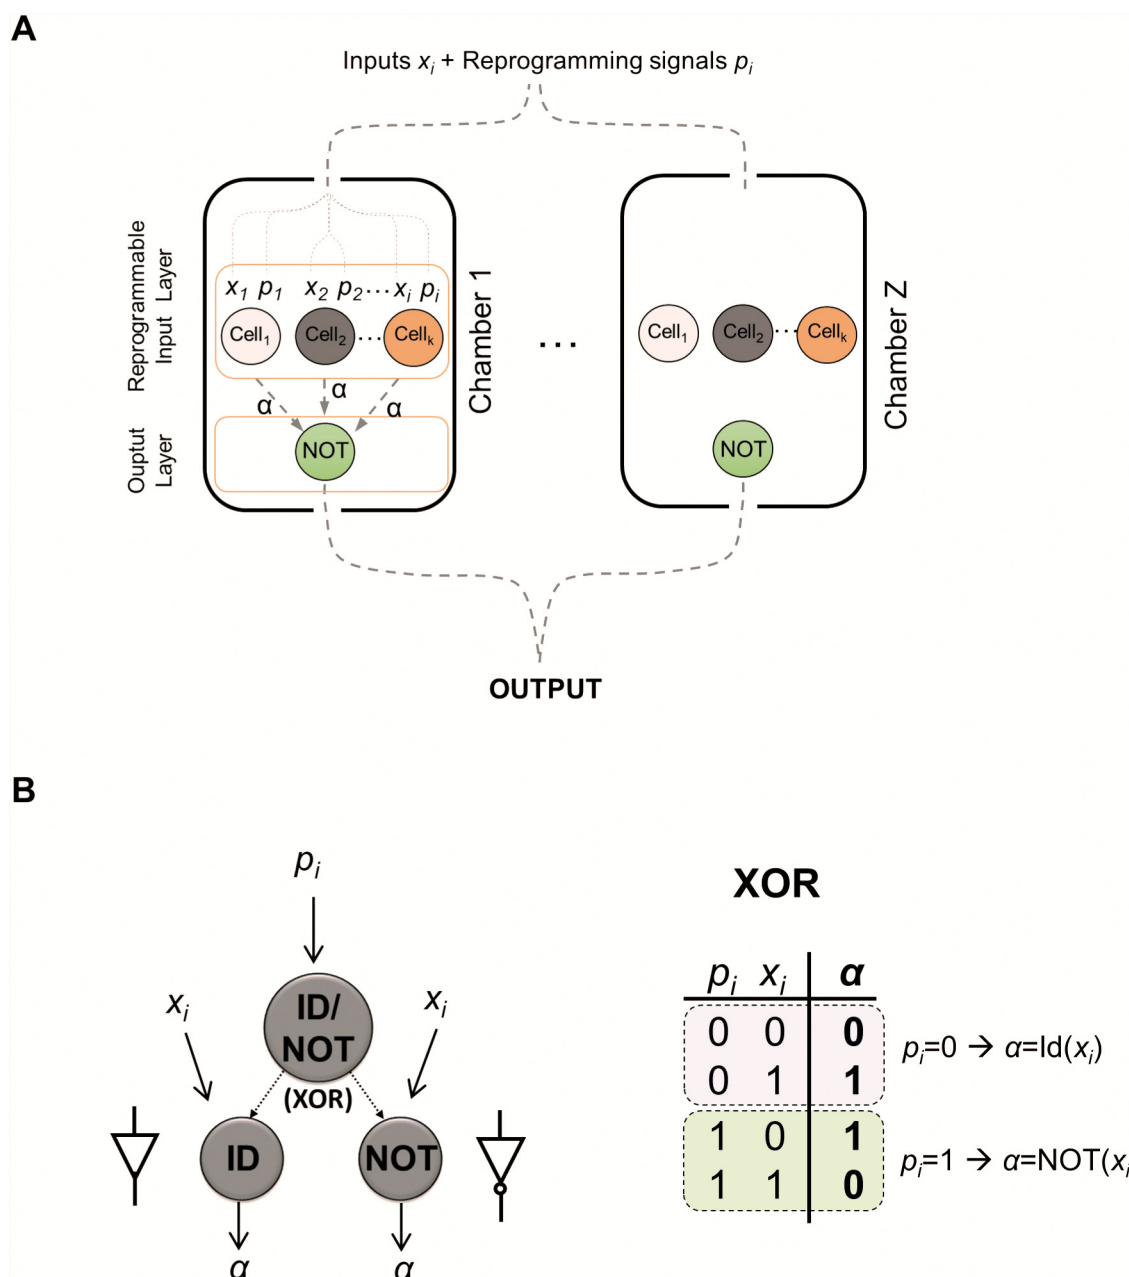 A
Inputs xi + Reprogramming signals pi
Reprogrammable
Input Layer
x1 p1 x2 p2 ··· xi pi
Cell1 Cell2 ··· Cellk
α α α
Ouptut
Layer
NOT
Chamber 1
...
Cell1 Cell2 ··· Cellk
NOT
Chamber Z
OUTPUT
B
pi
xi
ID/
NOT
xi
(XOR)
ID
NOT
α
α
XOR
pi xi α
0 0 0
0 1 1
pi=0 → α=Id(xi)
1 0 1
1 1 0
pi=1 → α=NOT(xi